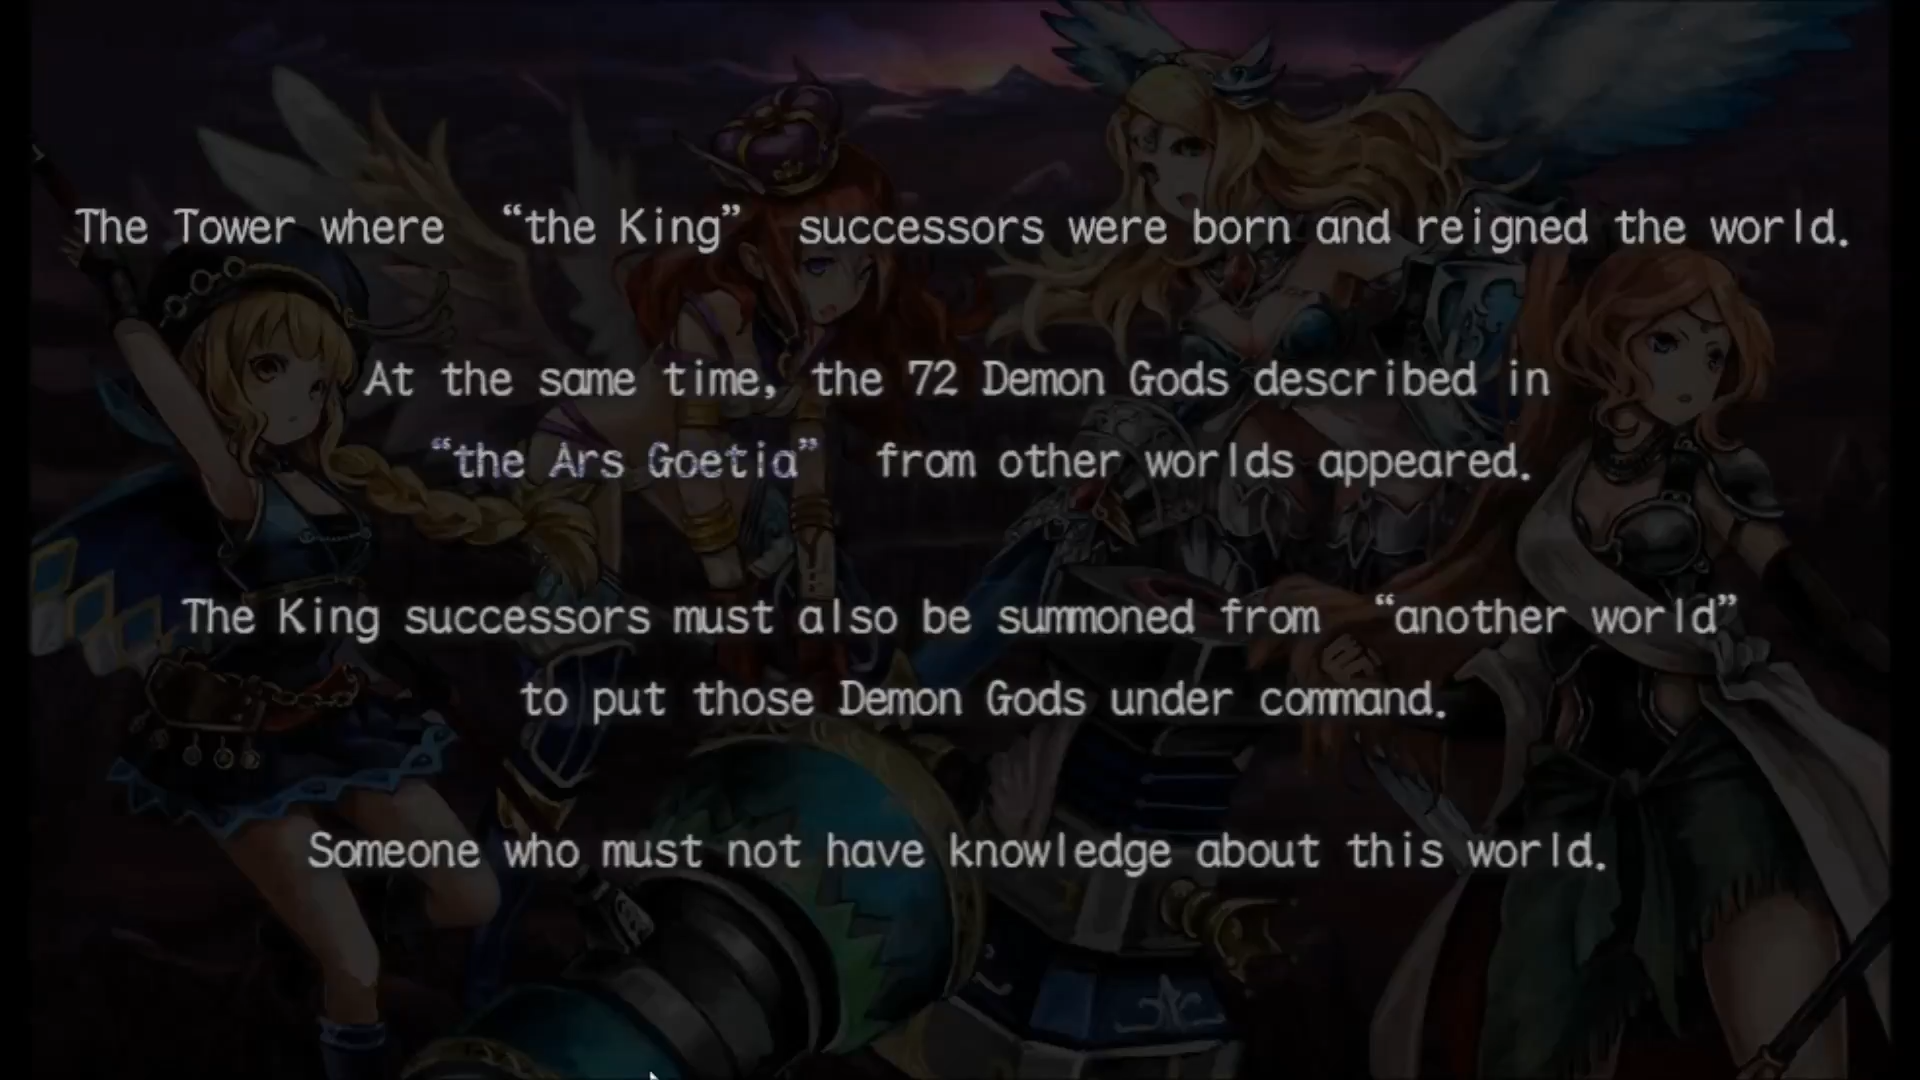 The Tower where “the King” successors were born and reigned the world.
At the same time, the 72 Demon Gods described in
“the Ars Goetia” from other worlds appeared.
The King successors must also be summoned from “another world”
to put those Demon Gods under command.
Someone who must not have knowledge about this world.